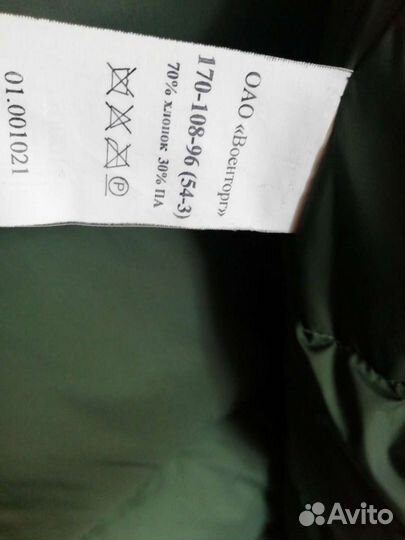 ОАО «Военторг»
170-108-96 (54-3)
70% хлопок 30% ПА
P
01.001021
Avito